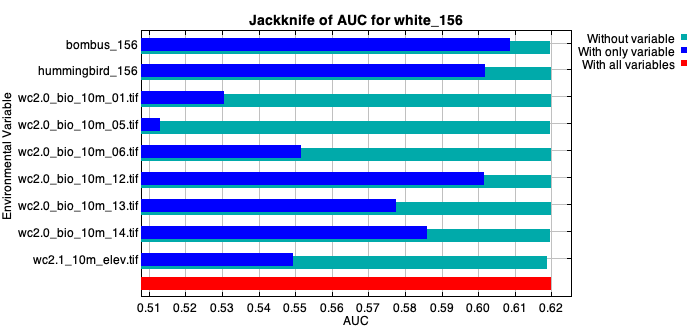 Jackknife of AUC for white_156
Without variable
With only variable
With all variables
Environmental Variable
bombus_156
hummingbird_156
wc2.0_bio_10m_01.tif
wc2.0_bio_10m_05.tif
wc2.0_bio_10m_06.tif
wc2.0_bio_10m_12.tif
wc2.0_bio_10m_13.tif
wc2.0_bio_10m_14.tif
wc2.1_10m_elev.tif
0.51 0.52 0.53 0.54 0.55 0.56 0.57 0.58 0.59 0.60 0.61 0.62
AUC